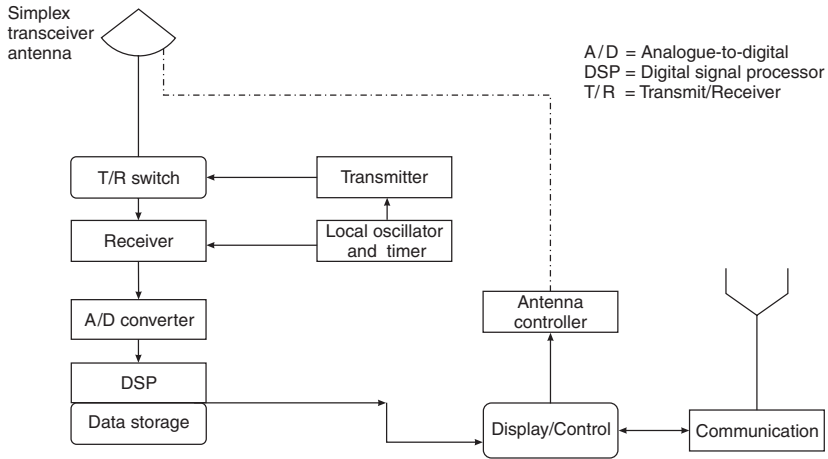 Simplex
transceiver
antenna
A/D = Analogue-to-digital
DSP = Digital signal processor
T/R = Transmit/Receiver
T/R switch
Transmitter
Receiver
Local oscillator
and timer
A/D converter
Antenna
controller
DSP
Data storage
Display/Control
Communication